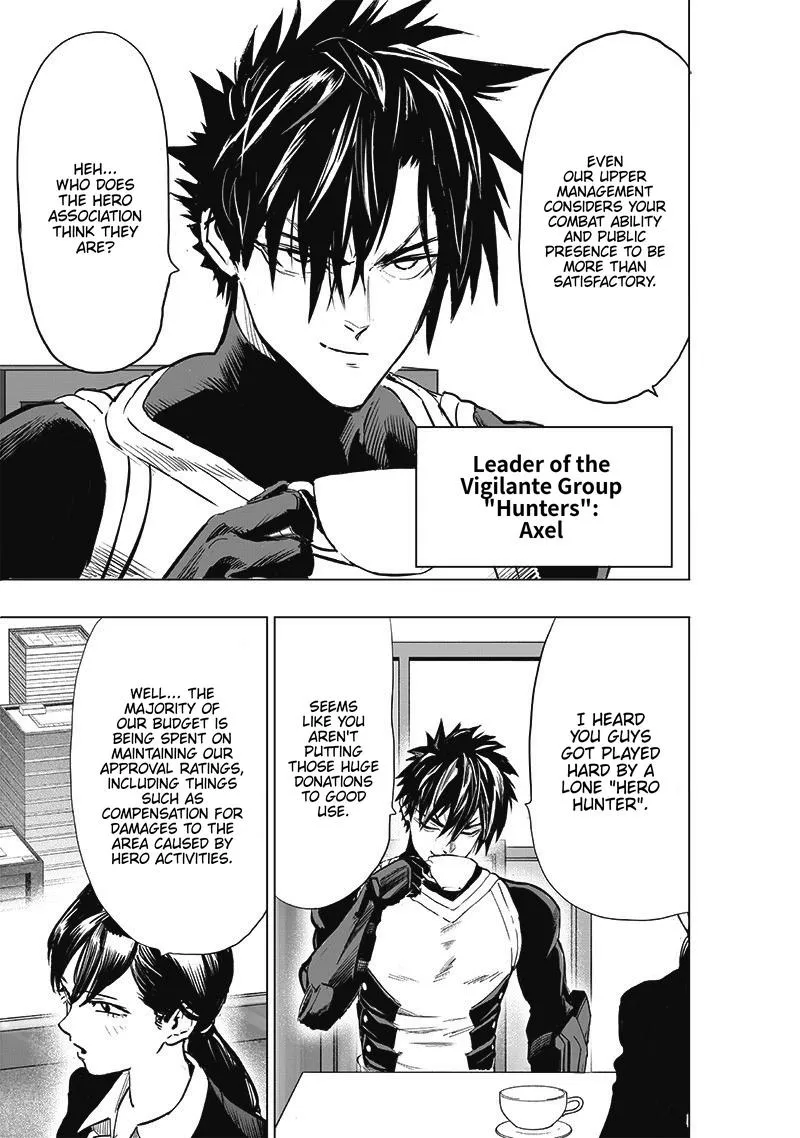 EVEN
OUR UPPER
MANAGEMENT
CONSIDERS YOUR
COMBAT ABILITY
AND PUBLIC
PRESENCE TO BE
MORE THAN
SATISFACTORY.
HEH...
WHO DOES
THE HERO
ASSOCIATION
THINK THEY
ARE?
Leader of the
Vigilante Group
"Hunters":
Axel
I HEARD
YOU GUYS
GOT PLAYED
HARD BY A
LONE "HERO
HUNTER".
SEEMS
LIKE YOU
AREN'T
PUTTING
THOSE HUGE
DONATIONS
TO GOOD
USE.
WELL... THE
MAJORITY OF
OUR BUDGET IS
BEING SPENT ON
MAINTAINING OUR
APPROVAL RATINGS,
INCLUDING THINGS
SUCH AS
COMPENSATION FOR
DAMAGES TO THE
AREA CAUSED BY
HERO ACTIVITIES.